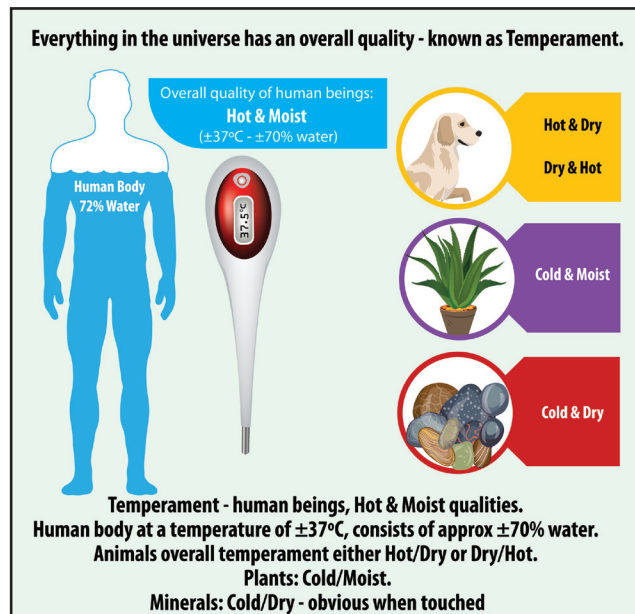 Everything in the universe has an overall quality - known as Temperament.
Overall quality of human beings:
Hot & Moist
(±37ºC - ±70% water)
Human Body
72% Water
37.5°C
Hot & Dry
Dry & Hot
Cold & Moist
Cold & Dry
Temperament - human beings, Hot & Moist qualities.
Human body at a temperature of ±37ºC, consists of approx ±70% water.
Animals overall temperament either Hot/Dry or Dry/Hot.
Plants: Cold/Moist.
Minerals: Cold/Dry - obvious when touched